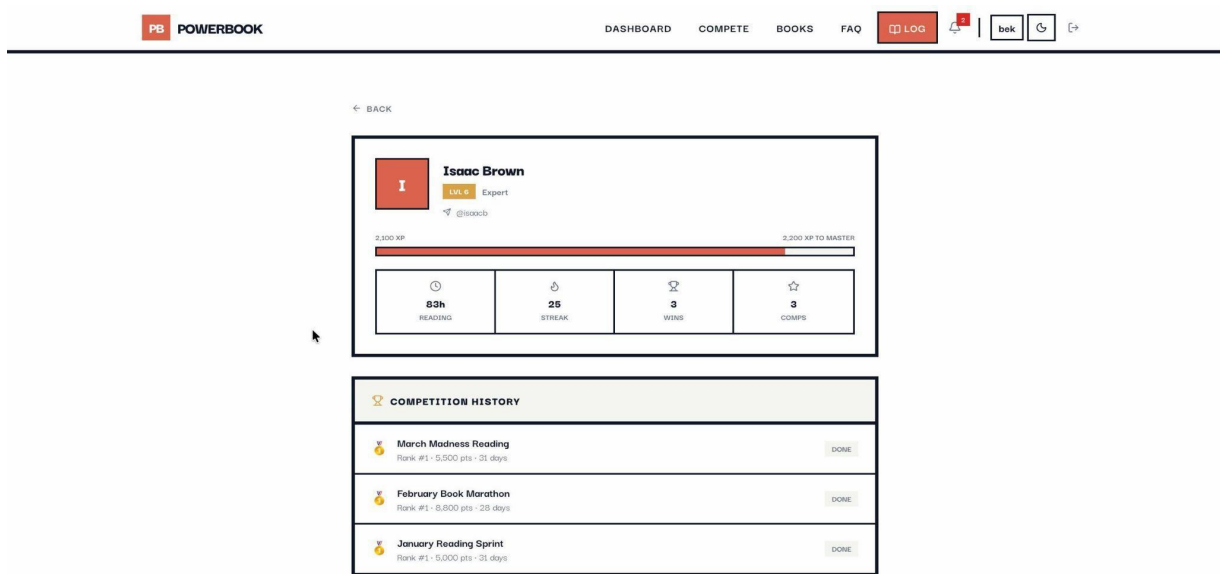 PB POWERBOOK DASHBOARD COMPETE BOOKS FAQ LOG 2 bek
← BACK
I
Isaac Brown
LVL 6 Expert
@isaacb
2,100 XP 2,200 XP TO MASTER
83h 25 3 3
READING STREAK WINS COMPS
COMPETITION HISTORY
March Madness Reading
Rank #1 · 5,500 pts · 31 days DONE
February Book Marathon
Rank #1 · 8,800 pts · 28 days DONE
January Reading Sprint
Rank #1 · 5,000 pts · 31 days DONE